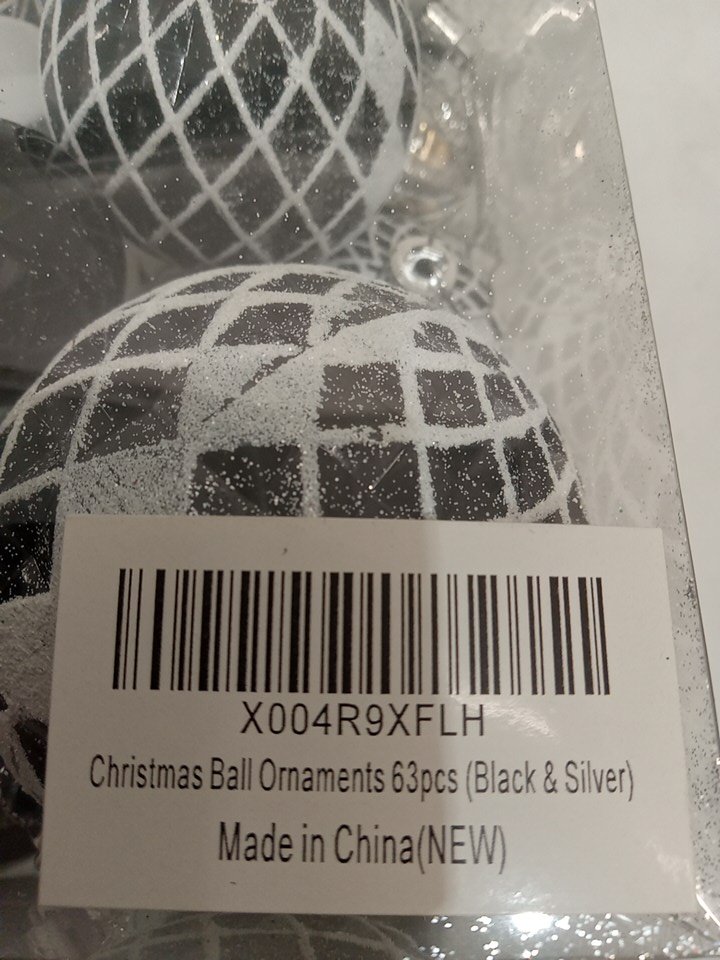 X004R9XFLH
Christmas Ball Ornaments 63pcs (Black & Silver)
Made in China(NEW)